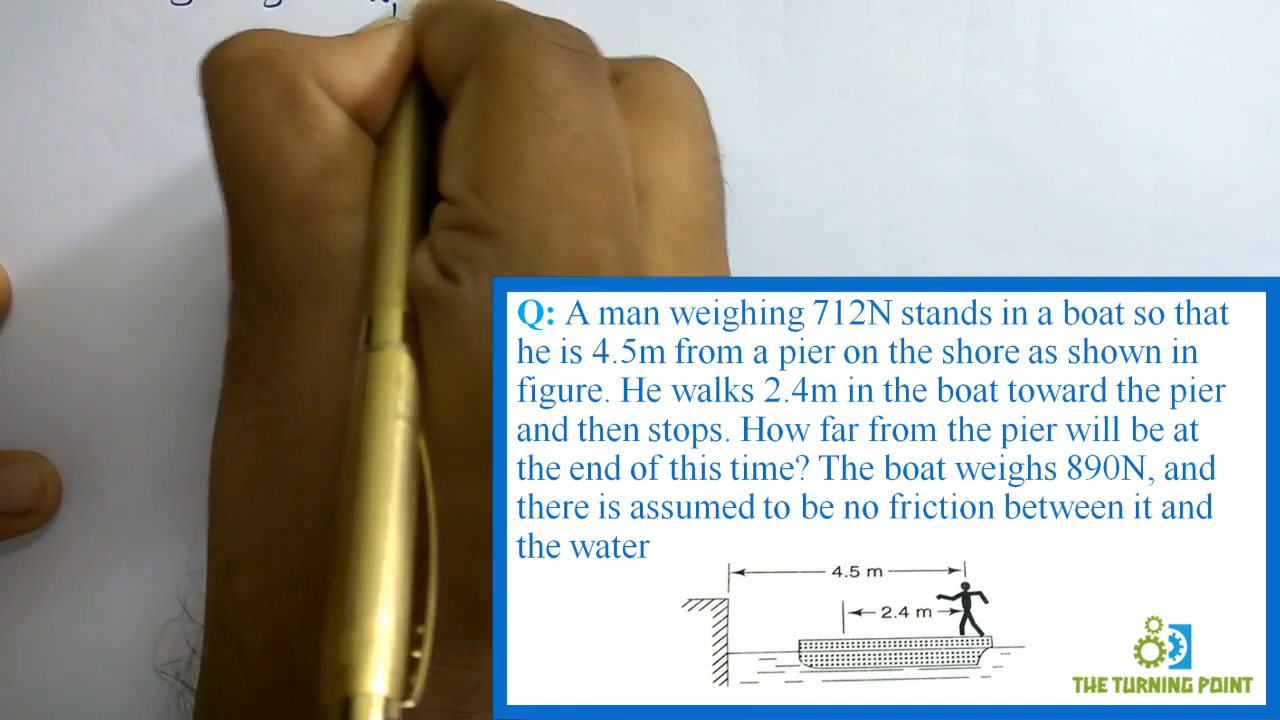 Q: A man weighing 712N stands in a boat so that
he is 4.5m from a pier on the shore as shown in
figure. He walks 2.4m in the boat toward the pier
and then stops. How far from the pier will be at
the end of this time? The boat weighs 890N, and
there is assumed to be no friction between it and
the water
4.5 m
2.4 m
THE TURNING POINT